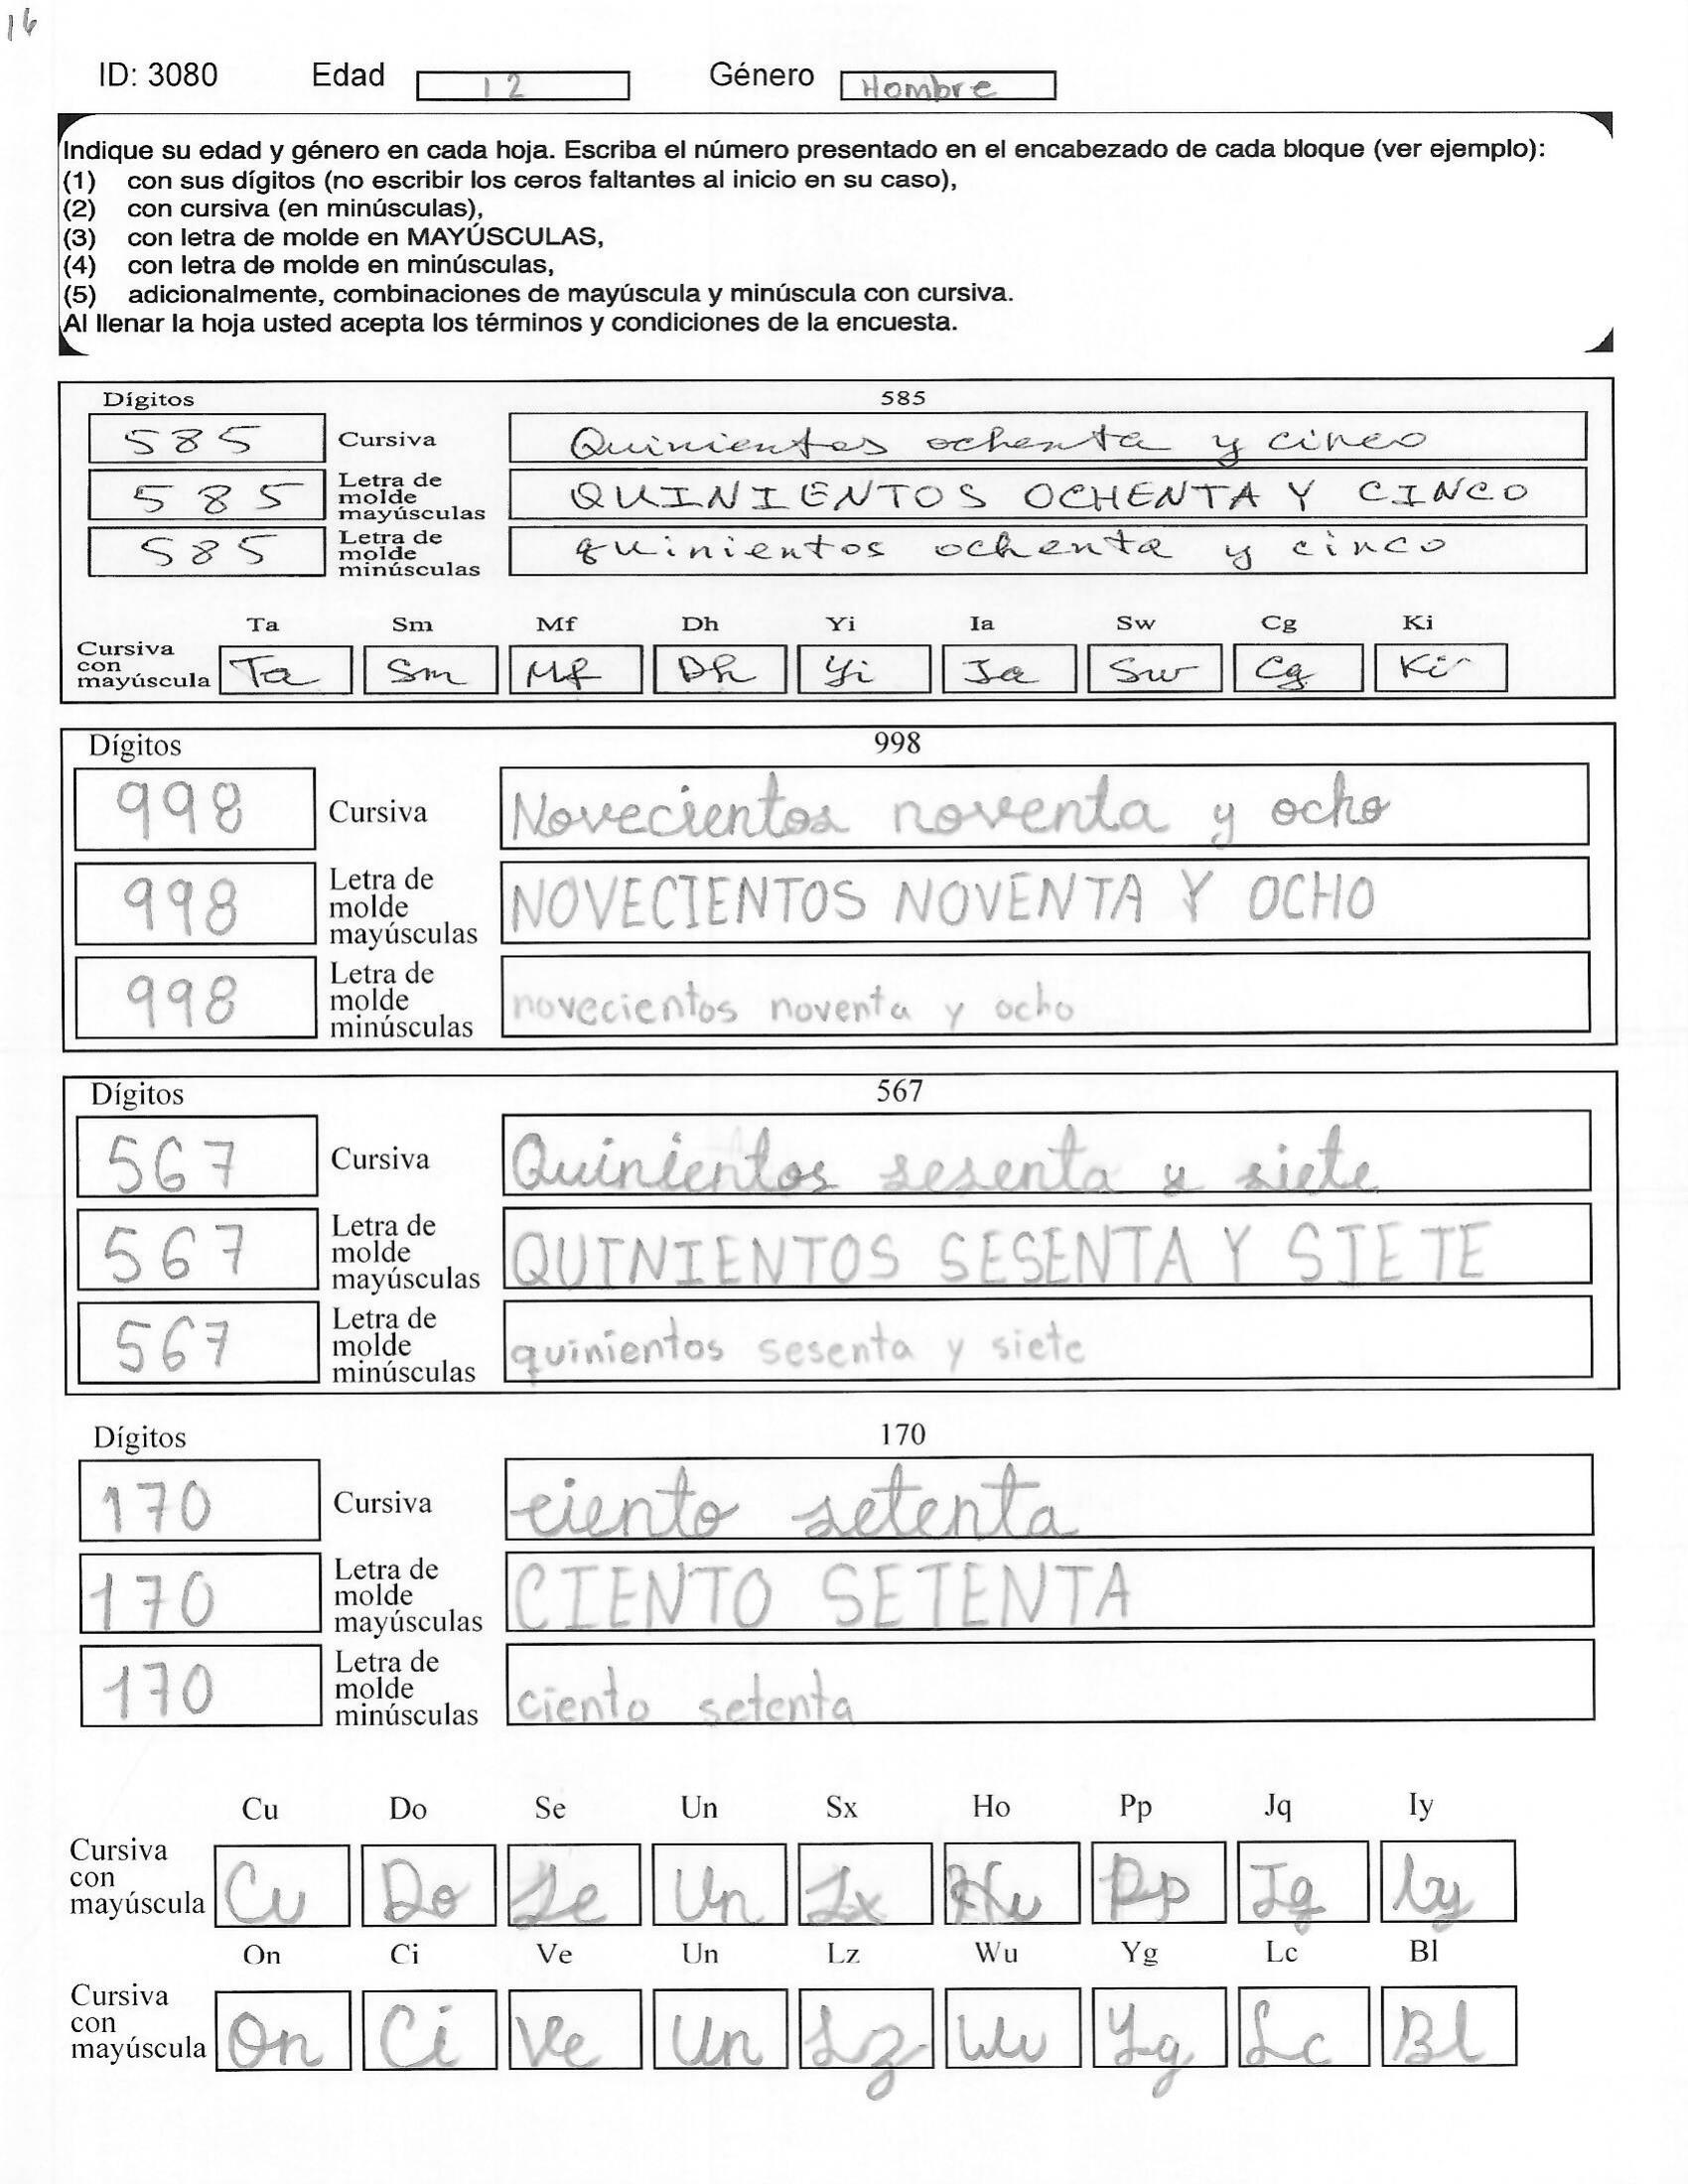 16
ID: 3080 Edad 12 Género Hombre
Indique su edad y género en cada hoja. Escriba el número presentado en el encabezado de cada bloque (ver ejemplo):
(1) con sus dígitos (no escribir los ceros faltantes al inicio en su caso),
(2) con cursiva (en minúsculas),
(3) con letra de molde en MAYÚSCULAS,
(4) con letra de molde en minúsculas,
(5) adicionalmente, combinaciones de mayúscula y minúscula con cursiva.
Al llenar la hoja usted acepta los términos y condiciones de la encuesta.
Dígitos 585
585 Cursiva Quinientos ochenta y cinco
585 Letra de molde mayúsculas QUINIENTOS OCHENTA Y CINCO
585 Letra de molde minúsculas quinientos ochenta y cinco
Ta Sm Mf Dh Yi Ia Sw Cg Ki
Cursiva con mayúscula Ta Sm Mf Dh Yi Ia Sw Cg Ki
Dígitos 998
998 Cursiva Novecientos noventa y ocho
998 Letra de molde mayúsculas NOVECIENTOS NOVENTA Y OCHO
998 Letra de molde minúsculas novecientos noventa y ocho
Dígitos 567
567 Cursiva Quinientos sesenta y siete
567 Letra de molde mayúsculas QUINIENTOS SESENTA Y SIETE
567 Letra de molde minúsculas quinientos sesenta y siete
Dígitos 170
170 Cursiva ciento setenta
170 Letra de molde mayúsculas CIENTO SETENTA
170 Letra de molde minúsculas ciento setenta
Cu Do Se Un Sx Ho Pp Jq Iy
Cursiva con mayúscula Cu Do Se Un Sx Hu Pp Jq Iy
On Ci Ve Un Lz Wu Yg Lc Bl
Cursiva con mayúscula On Ci Ve Un Lz Wu Yg Lc Bl